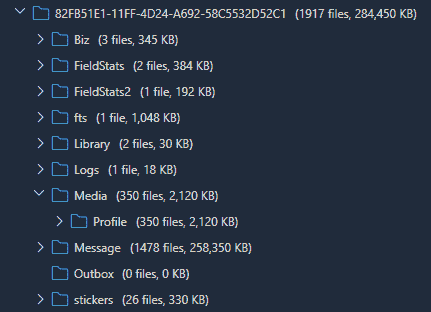 82FB51E1-11FF-4D24-A692-58C5532D52C1 (1917 files, 284,450 KB)
Biz (3 files, 345 KB)
FieldStats (2 files, 384 KB)
FieldStats2 (1 file, 192 KB)
fts (1 file, 1,048 KB)
Library (2 files, 30 KB)
Logs (1 file, 18 KB)
Media (350 files, 2,120 KB)
Profile (350 files, 2,120 KB)
Message (1478 files, 258,350 KB)
Outbox (0 files, 0 KB)
stickers (26 files, 330 KB)